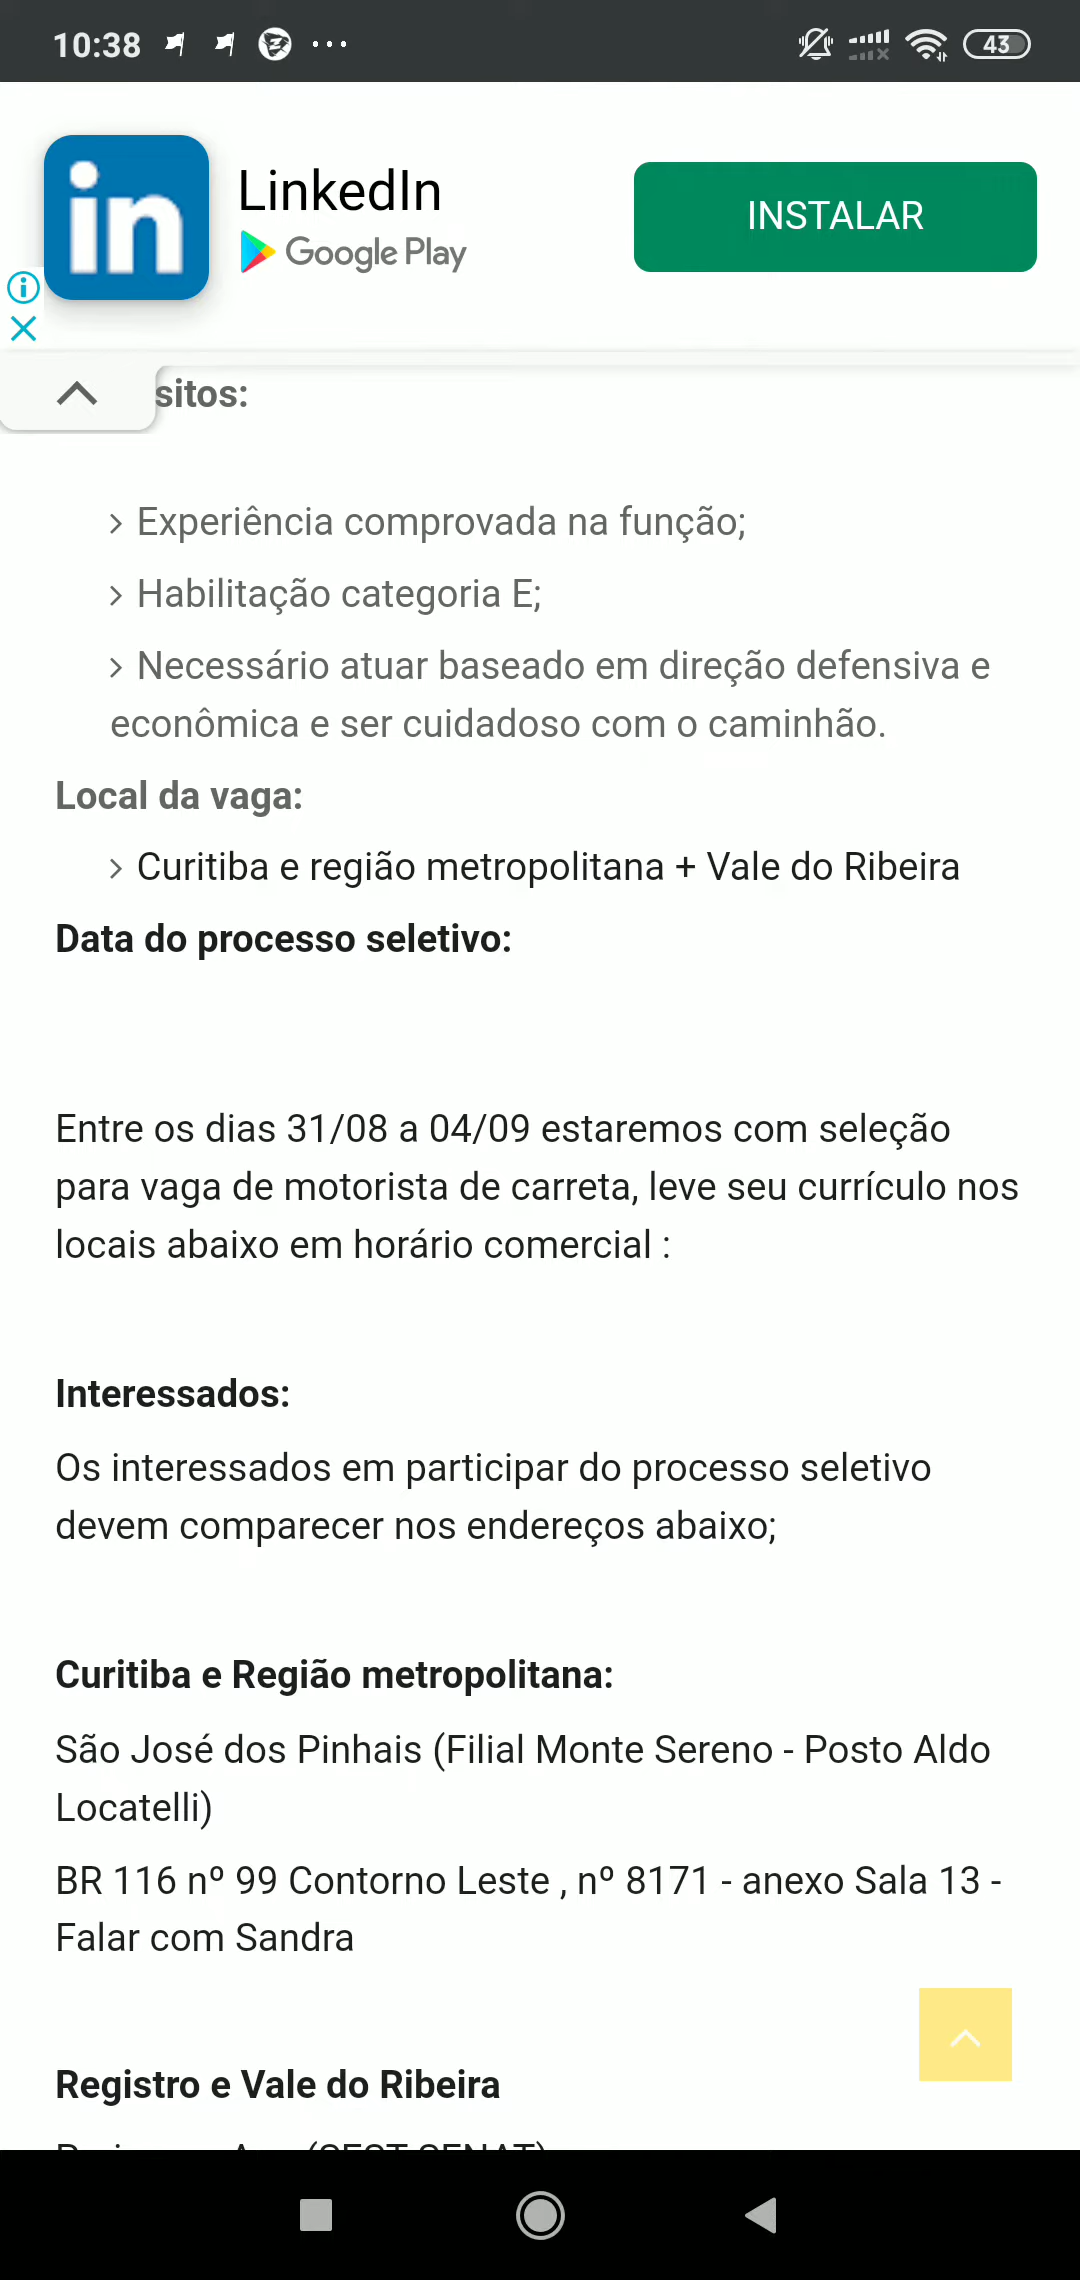 10:38
43
in
LinkedIn
Google Play
INSTALAR
sitos:
Experiência comprovada na função;
Habilitação categoria E;
Necessário atuar baseado em direção defensiva e
econômica e ser cuidadoso com o caminhão.
Local da vaga:
Curitiba e região metropolitana + Vale do Ribeira
Data do processo seletivo:
Entre os dias 31/08 a 04/09 estaremos com seleção
para vaga de motorista de carreta, leve seu currículo nos
locais abaixo em horário comercial :
Interessados:
Os interessados em participar do processo seletivo
devem comparecer nos endereços abaixo;
Curitiba e Região metropolitana:
São José dos Pinhais (Filial Monte Sereno - Posto Aldo
Locatelli)
BR 116 nº 99 Contorno Leste , nº 8171 - anexo Sala 13 -
Falar com Sandra
Registro e Vale do Ribeira
(SEST SENAT)